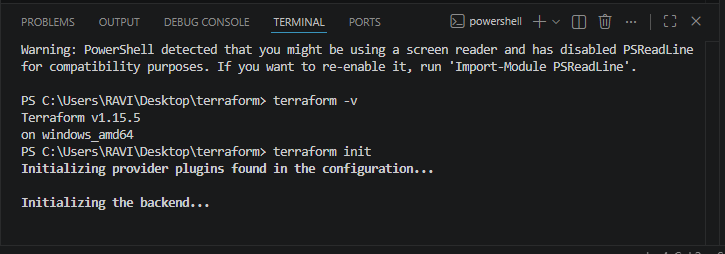 PROBLEMS OUTPUT DEBUG CONSOLE TERMINAL PORTS powershell
Warning: PowerShell detected that you might be using a screen reader and has disabled PSReadLine
for compatibility purposes. If you want to re-enable it, run 'Import-Module PSReadLine'.
PS C:\Users\RAVI\Desktop\terraform> terraform -v
Terraform v1.15.5
on windows_amd64
PS C:\Users\RAVI\Desktop\terraform> terraform init
Initializing provider plugins found in the configuration...
Initializing the backend...